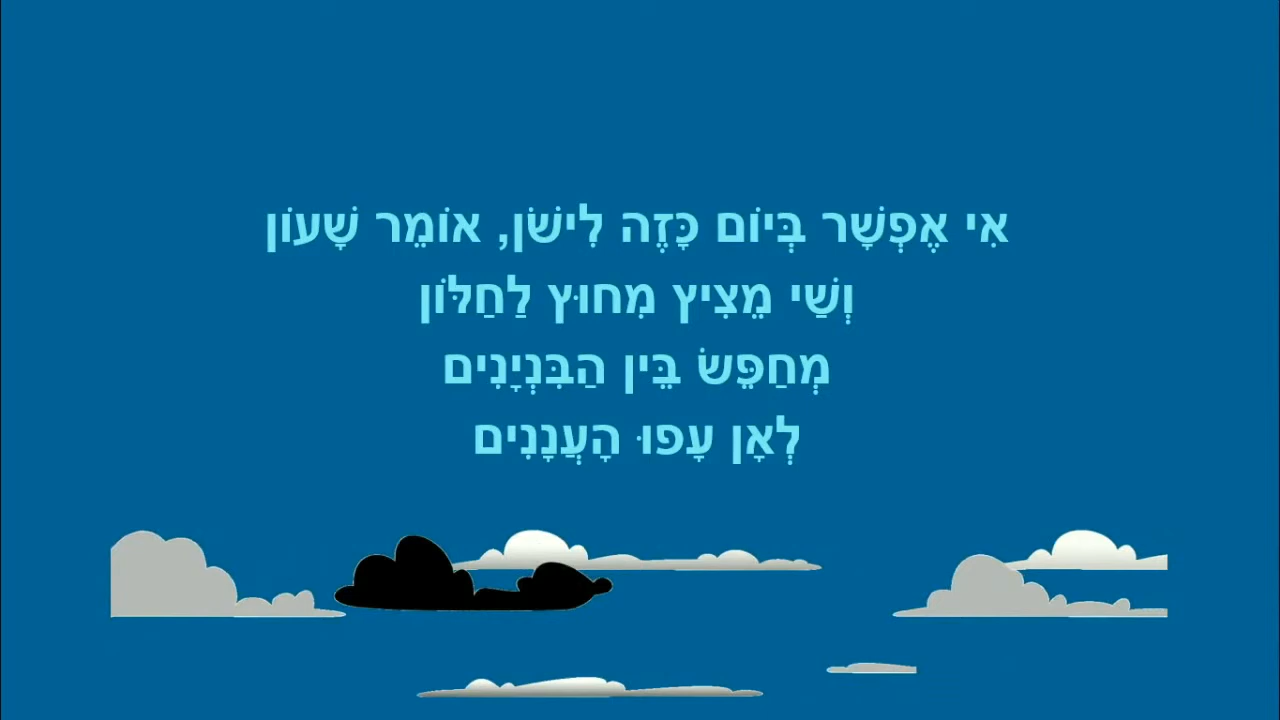 אִי אֶפְשָׁר בְּיוֹם כָּזֶה לִישֹׁן, אוֹמֵר שָׁעוֹן
וְשַׁי מֵצִיץ מִחוּץ לַחַלּוֹן
מְחַפֵּשׂ בֵּין הַבִּנְיָנִים
לְאָן עָפוּ הָעֲנָנִים